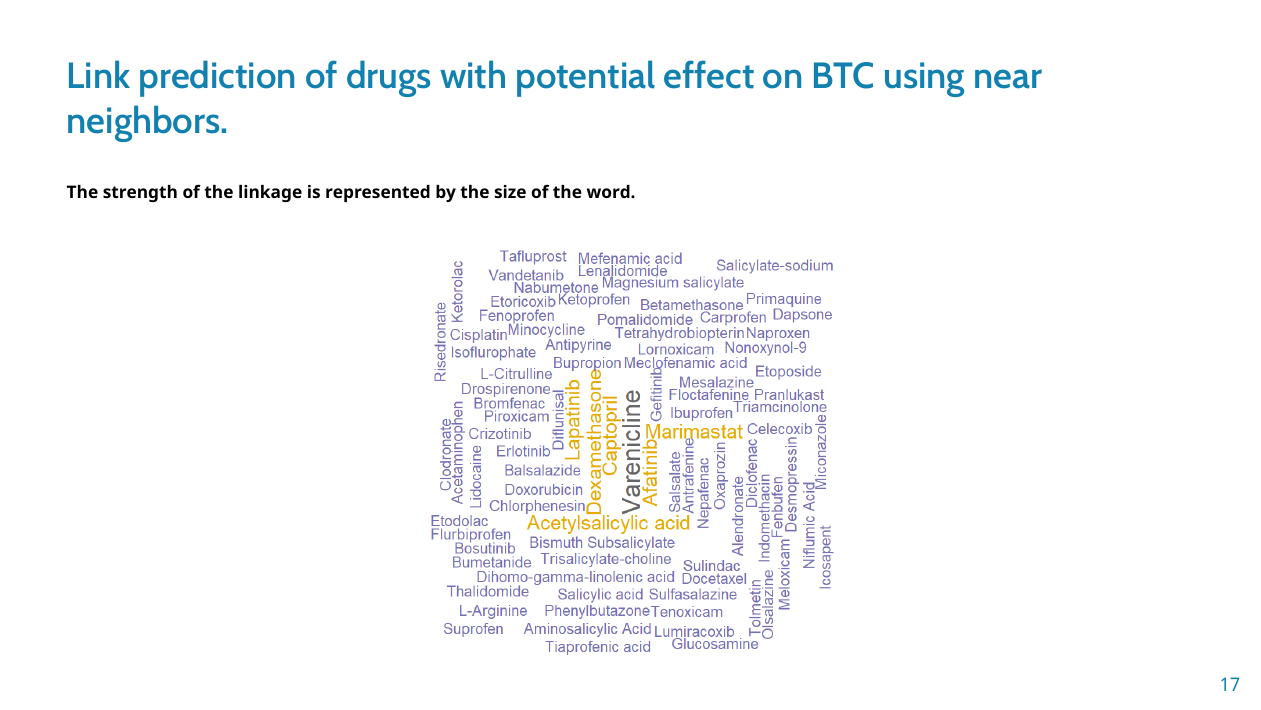 Link prediction of drugs with potential effect on BTC using near
neighbors.
The strength of the linkage is represented by the size of the word.
Tafluprost
Mefenamic acid
Salicylate-sodium
Ketorolac
Vandetanib
Lenalidomide
Nabumetone
Magnesium salicylate
Etoricoxib
Ketoprofen
Betamethasone
Primaquine
Risedronate
Fenoprofen
Pomalidomide
Carprofen
Dapsone
Cisplatin
Minocycline
Tetrahydrobiopterin
Naproxen
Isoflurophate
Antipyrine
Lornoxicam
Nonoxynol-9
Bupropion
Meclofenamic acid
Etoposide
L-Citrulline
Gefitinib
Mesalazine
Drospirenone
Floctafenine
Pranlukast
Bromfenac
Diflunisal
Lapatinib
Dexamethasone
Captopril
Varenicline
Ibuprofen
Triamcinolone
Piroxicam
Marimastat
Celecoxib
Miconazole
Clodronate
Acetaminophen
Crizotinib
Afatinib
Lidocaine
Erlotinib
Salsalate
Antrafenine
Nepafenac
Oxaprozin
Diclofenac
Desmopressin
Balsalazide
Doxorubicin
Alendronate
Indomethacin
Fenbufen
Niflumic Acid
Chlorphenesin
Etodolac
Acetylsalicylic acid
Icosapent
Flurbiprofen
Bismuth Subsalicylate
Meloxicam
Bosutinib
Bumetanide
Trisalicylate-choline
Sulindac
Dihomo-gamma-linolenic acid
Docetaxel
Tolmetin
Olsalazine
Thalidomide
Salicylic acid
Sulfasalazine
L-Arginine
Phenylbutazone
Tenoxicam
Suprofen
Aminosalicylic Acid
Lumiracoxib
Tiaprofenic acid
Glucosamine
17